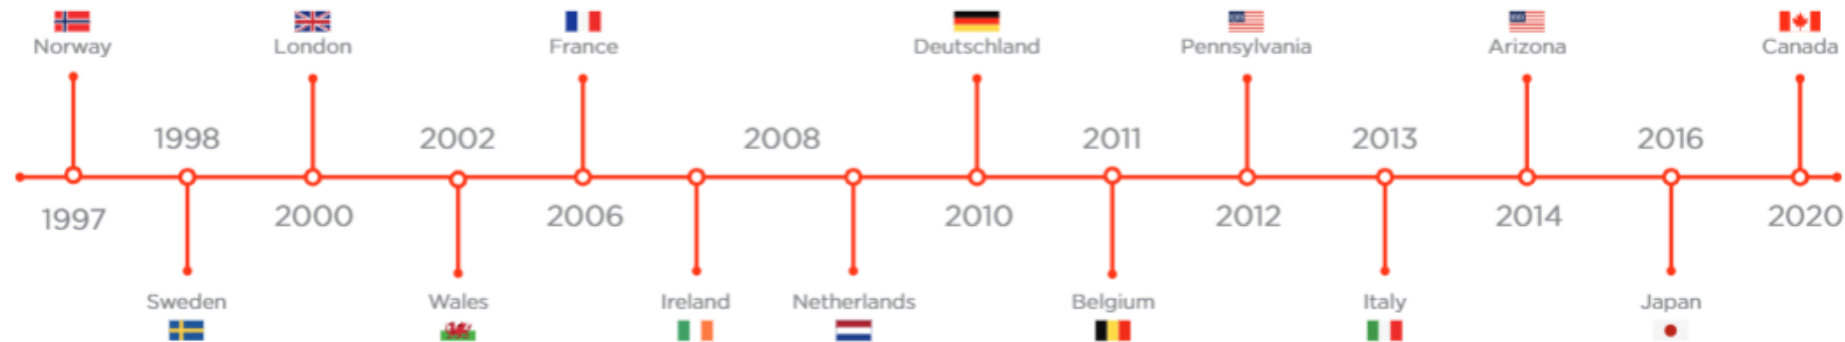 Norway
London
France
Deutschland
Pennsylvania
Arizona
Canada
1998
2002
2008
2011
2013
2016
1997
2000
2006
2010
2012
2014
2020
Sweden
Wales
Ireland
Netherlands
Belgium
Italy
Japan